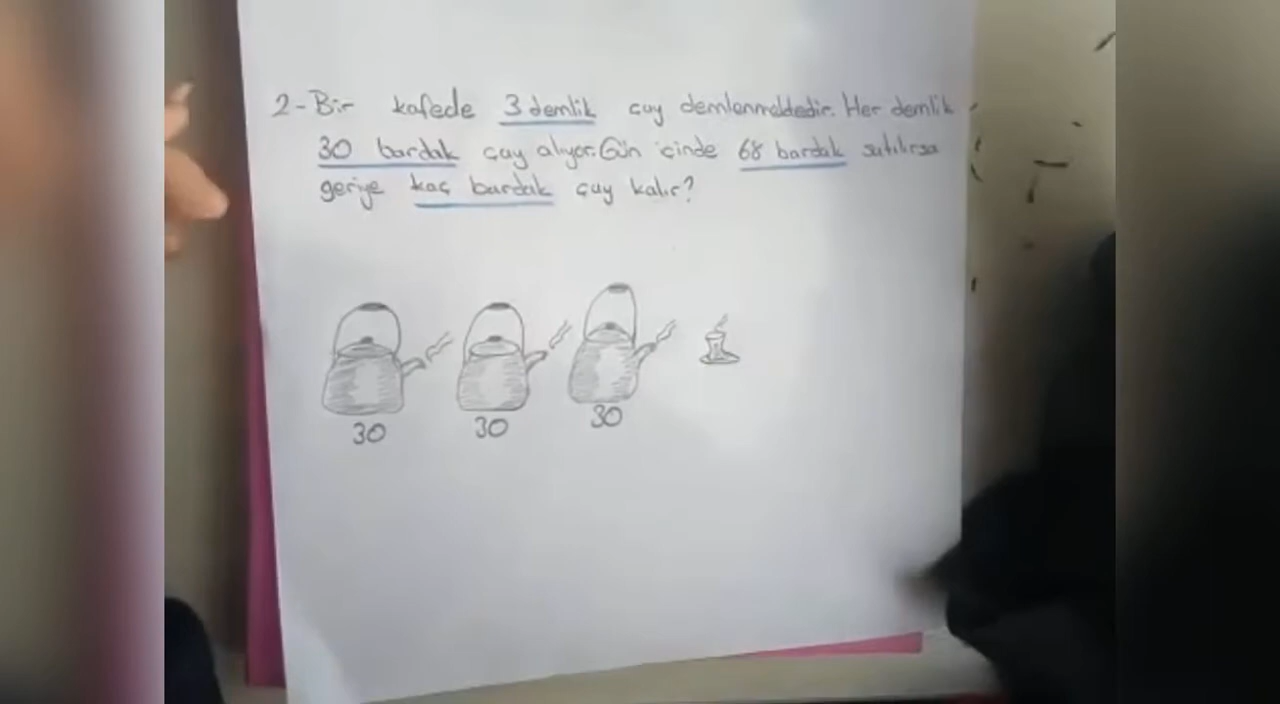 2-Bir kafede 3 demlik çay demlenmektedir. Her demlik
30 bardak çay alıyor. Gün içinde 68 bardak satılırsa
geriye kaç bardak çay kalır?
30 30 30